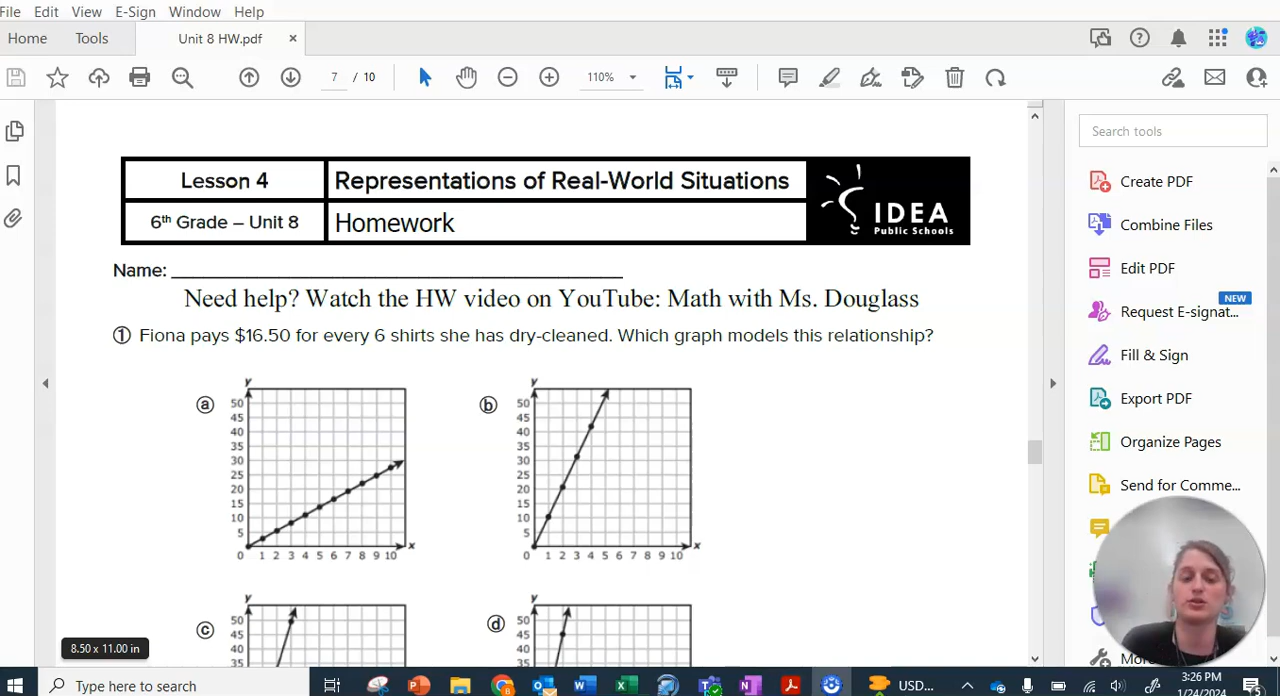 File Edit View E-Sign Window Help
Home Tools Unit 8 HW.pdf ×
7 / 10 110%
Search tools
Lesson 4 Representations of Real-World Situations
6th Grade – Unit 8 Homework
IDEA
Public Schools
Name:
Need help? Watch the HW video on YouTube: Math with Ms. Douglass
① Fiona pays $16.50 for every 6 shirts she has dry-cleaned. Which graph models this relationship?
ⓐ
y
50
45
40
35
30
25
20
15
10
5
0 1 2 3 4 5 6 7 8 9 10 x
ⓑ
y
50
45
40
35
30
25
20
15
10
5
0 1 2 3 4 5 6 7 8 9 10 x
ⓒ
y
50
45
40
35
ⓓ
y
50
45
40
35
8.50 x 11.00 in
Create PDF
Combine Files
Edit PDF
NEW
Request E-signat...
Fill & Sign
Export PDF
Organize Pages
Send for Comme...
Type here to search
USD...
3:26 PM
1/24/2024